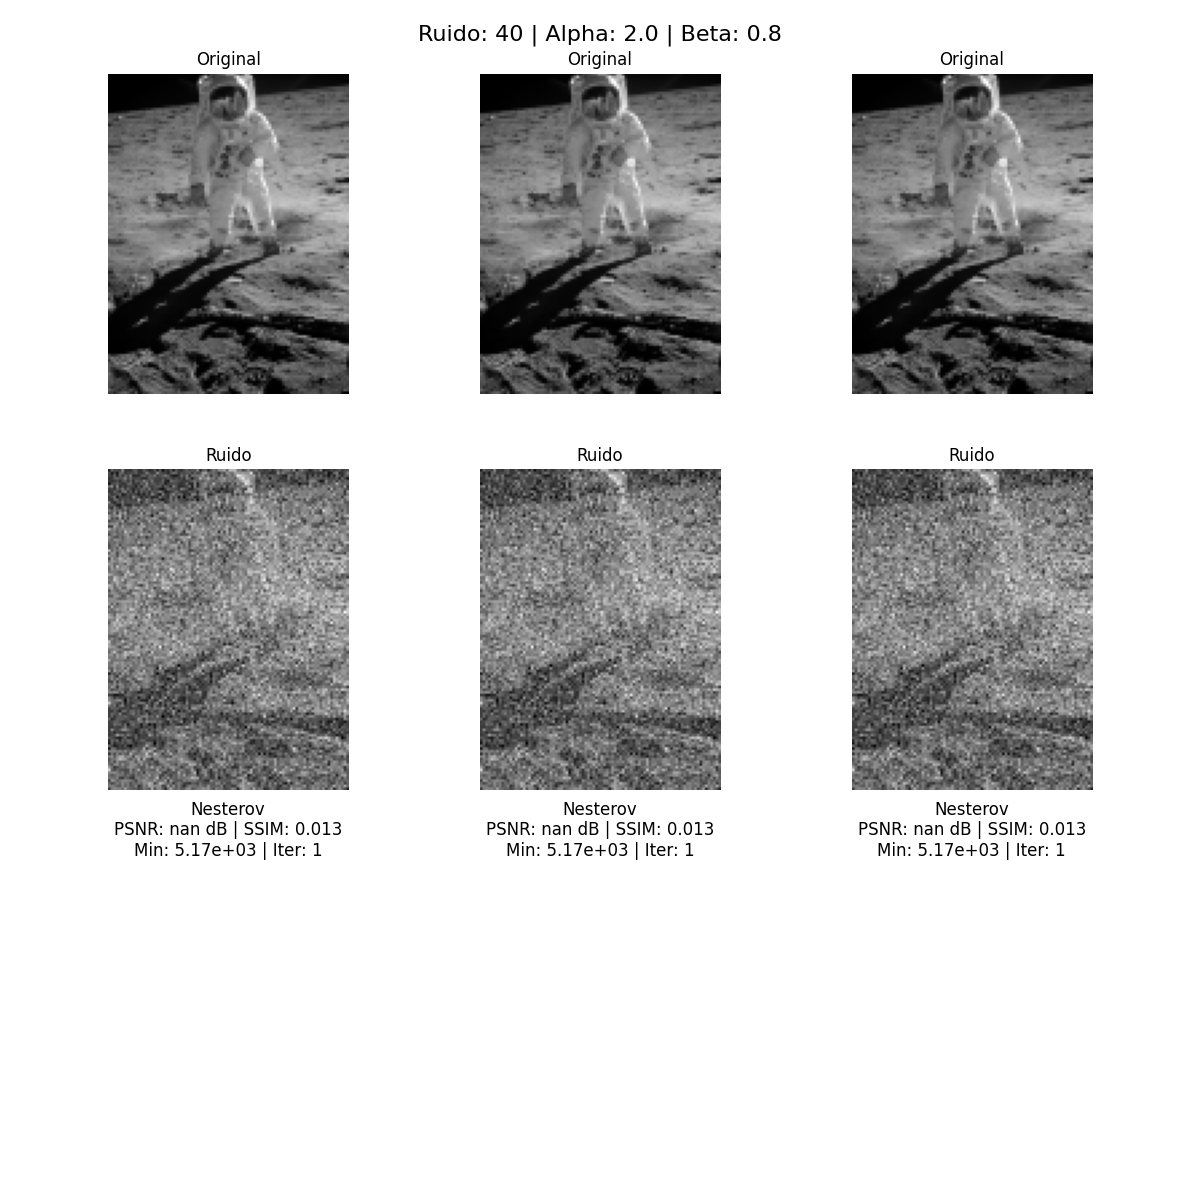 Ruido: 40 | Alpha: 2.0 | Beta: 0.8
Original
Original
Original
Ruido
Ruido
Ruido
Nesterov
PSNR: nan dB | SSIM: 0.013
Min: 5.17e+03 | Iter: 1
Nesterov
PSNR: nan dB | SSIM: 0.013
Min: 5.17e+03 | Iter: 1
Nesterov
PSNR: nan dB | SSIM: 0.013
Min: 5.17e+03 | Iter: 1